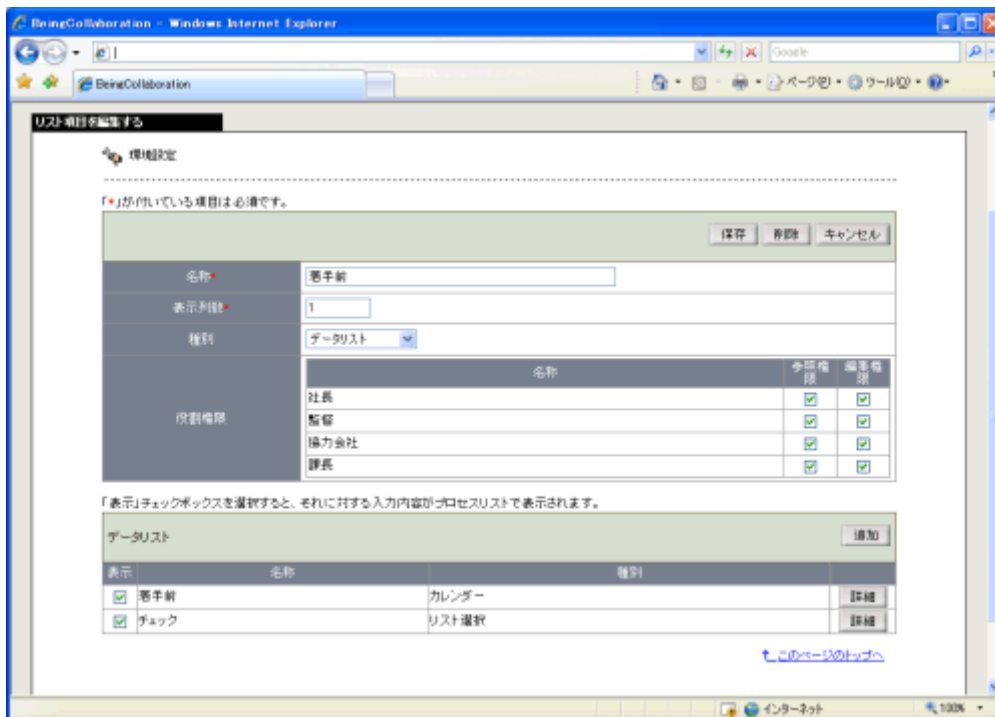 BeingCollaboration - Windows Internet Explorer
Google
BeingCollaboration
ページ(P) ツール(O)
リスト項目を編集する
環境設定
「*」が付いている項目は必須です。
保存 削除 キャンセル
名称* 着手前
表示列数* 1
種別 データリスト
役割権限
名称 参照権限 編集権限
社長
監督
協力会社
課長
「表示」チェックボックスを選択すると、それに対する入力内容がプロセスリストで表示されます。
データリスト 追加
表示 名称 種別
着手前 カレンダー 詳細
チェック リスト選択 詳細
このページのトップへ
インターネット 100%